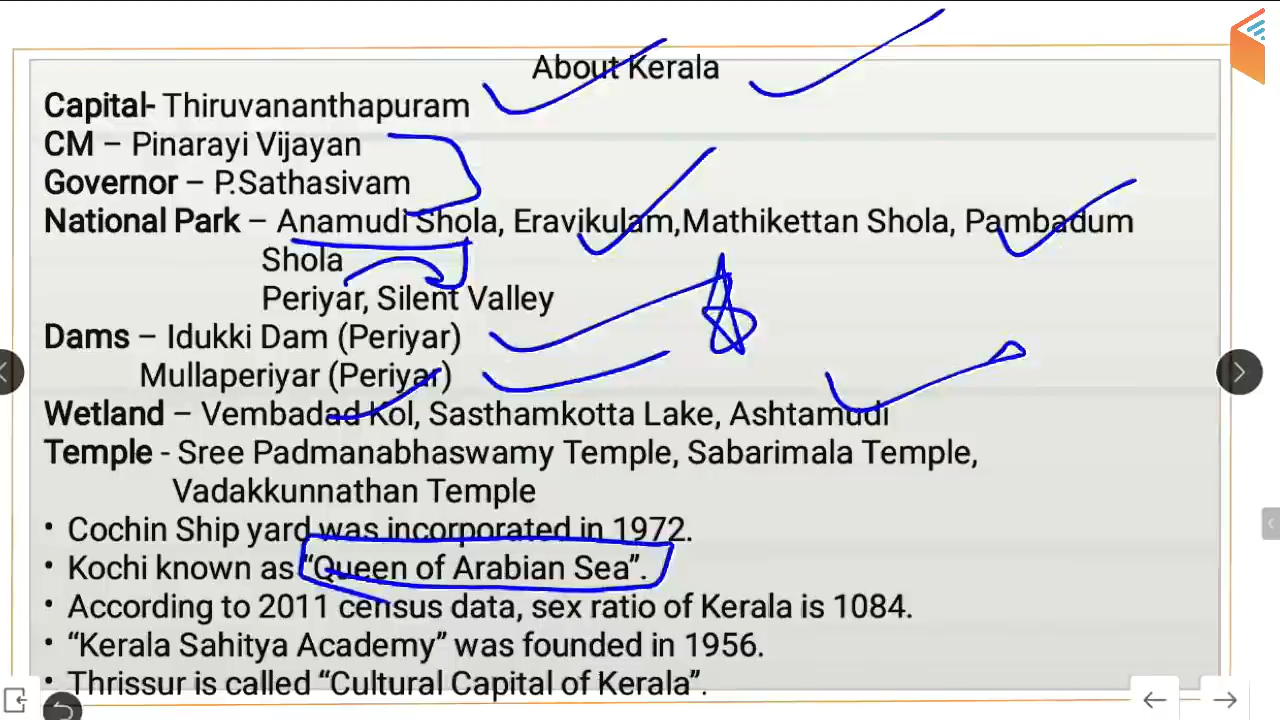 About Kerala
Capital- Thiruvananthapuram
CM – Pinarayi Vijayan
Governor – P.Sathasivam
National Park – Anamudi Shola, Eravikulam,Mathikettan Shola, Pambadum
Shola
Periyar, Silent Valley
Dams – Idukki Dam (Periyar)
Mullaperiyar (Periyar)
Wetland – Vembadad Kol, Sasthamkotta Lake, Ashtamudi
Temple - Sree Padmanabhaswamy Temple, Sabarimala Temple,
Vadakkunnathan Temple
• Cochin Ship yard was incorporated in 1972.
• Kochi known as “Queen of Arabian Sea”.
• According to 2011 census data, sex ratio of Kerala is 1084.
• “Kerala Sahitya Academy” was founded in 1956.
• Thrissur is called “Cultural Capital of Kerala”.